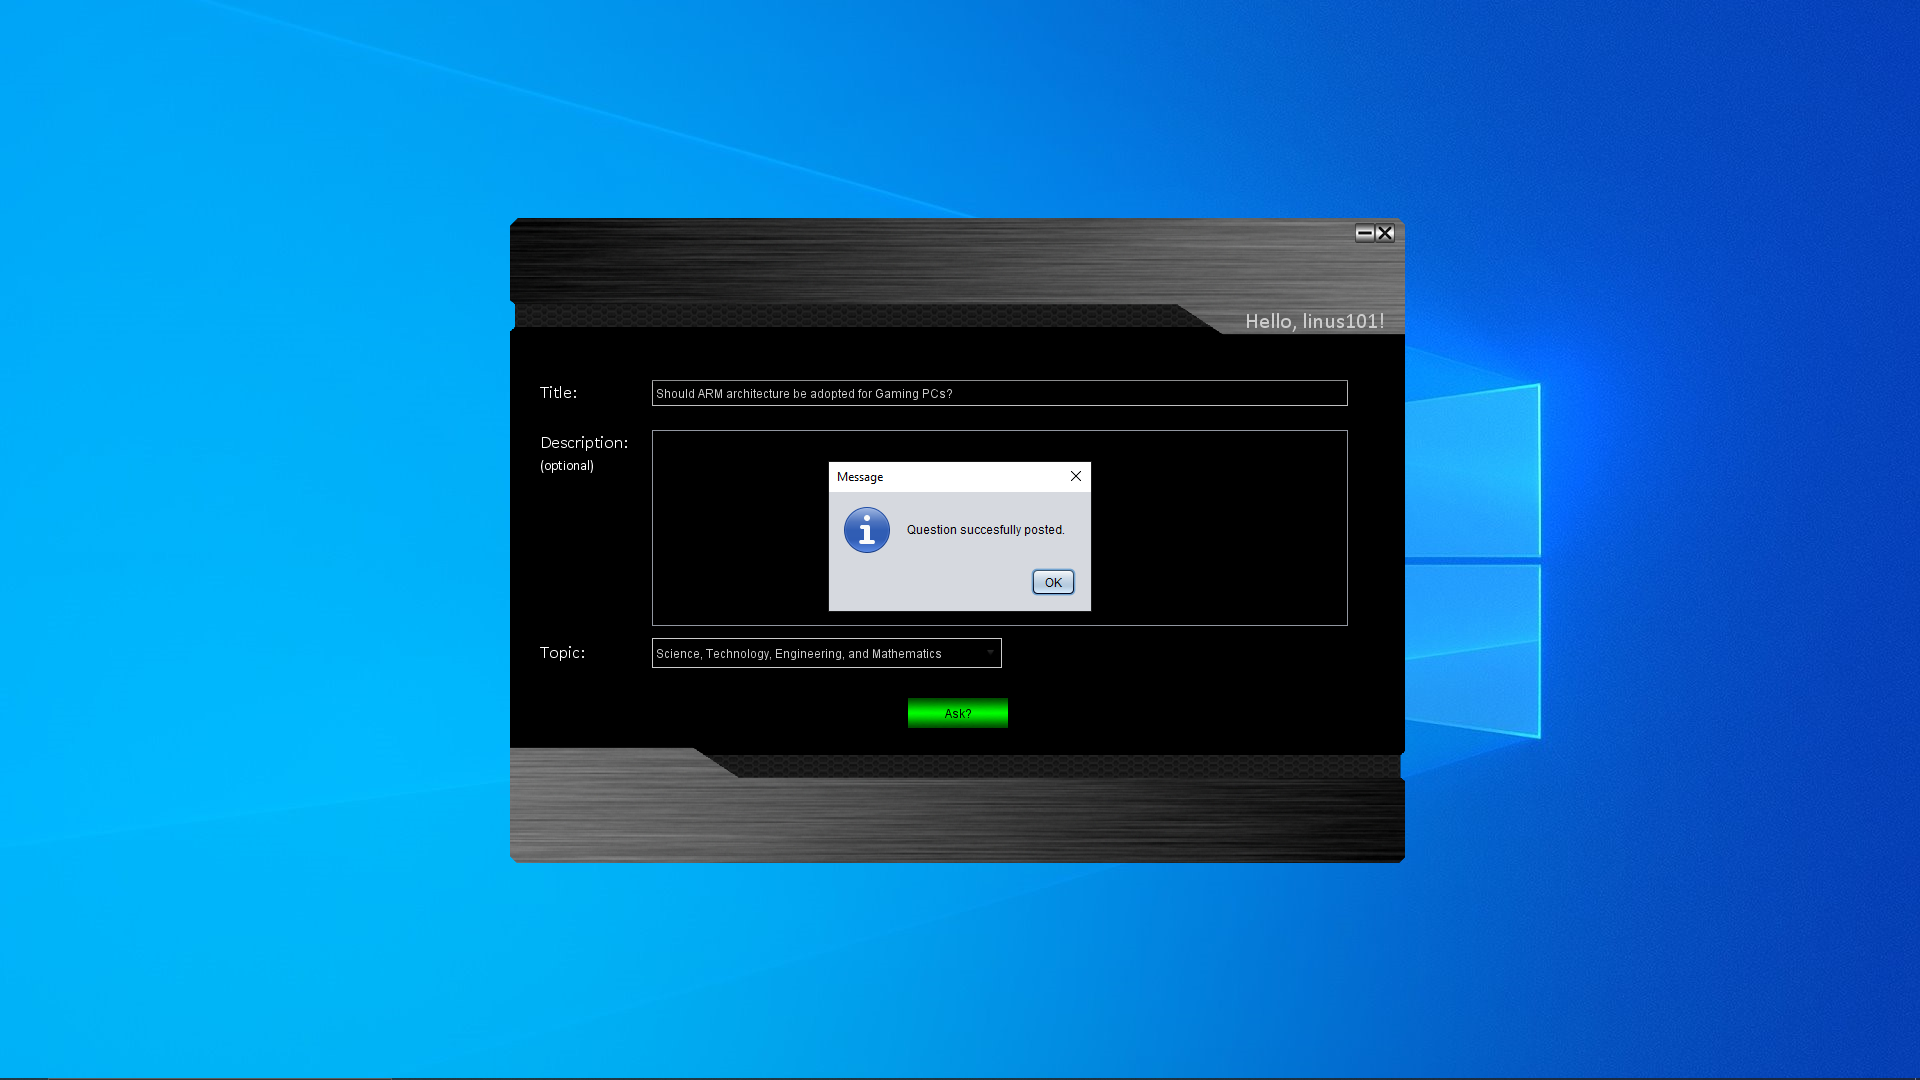 Hello, linus101!
Title:
Should ARM architecture be adopted for Gaming PCs?
Description:
(optional)
Message
Question succesfully posted.
OK
Topic:
Science, Technology, Engineering, and Mathematics
Ask?